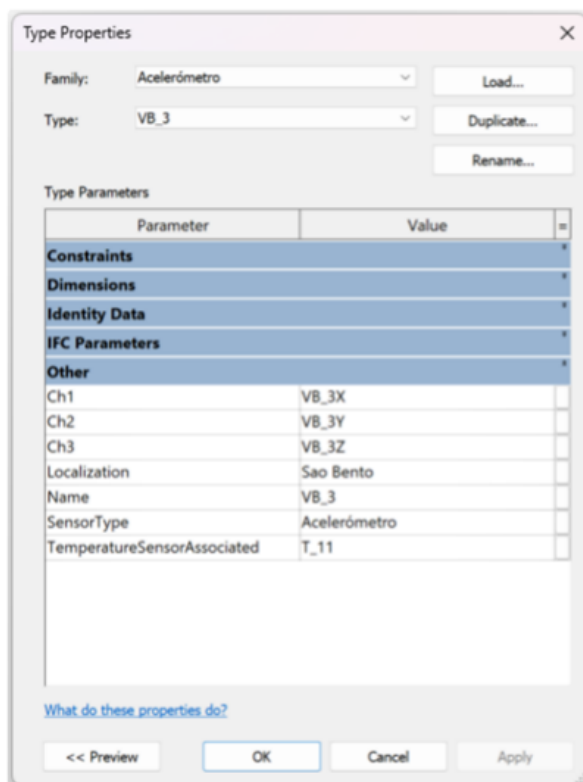 Type Properties
Family: Acelerómetro Load...
Type: VB_3 Duplicate...
Rename...
Type Parameters
Parameter Value =
Constraints
Dimensions
Identity Data
IFC Parameters
Other
Ch1 VB_3X
Ch2 VB_3Y
Ch3 VB_3Z
Localization Sao Bento
Name VB_3
SensorType Acelerómetro
TemperatureSensorAssociated T_11
What do these properties do?
<< Preview OK Cancel Apply